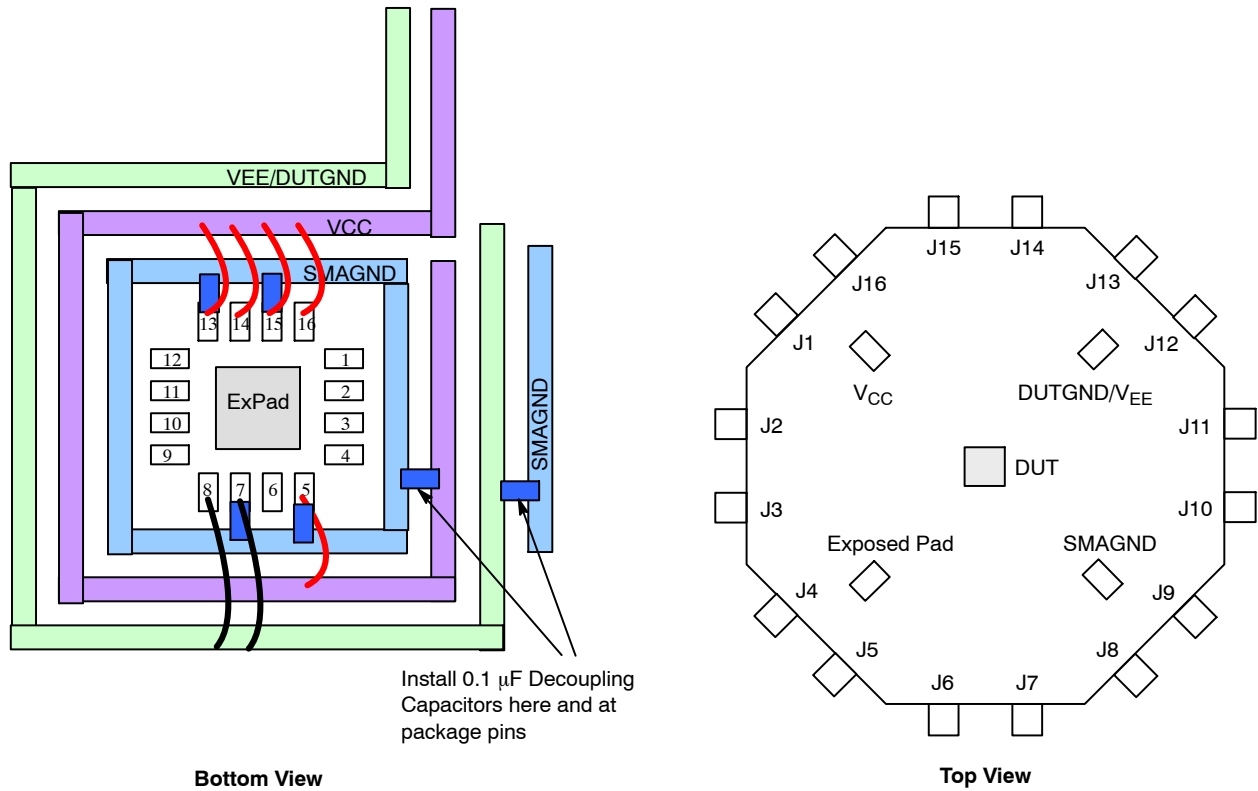 VEE/DUTGND
VCC
SMAGND
13 14 15 16
12
11
10
9
ExPad
1
2
3
4
8 7 6 5
SMAGND
Install 0.1 μF Decoupling
Capacitors here and at
package pins
Bottom View
J15 J14
J16 J13
J1 J12
VCC
DUTGND/VEE
J2 J11
DUT
J3 J10
Exposed Pad
SMAGND
J4 J9
J5 J8
J6 J7
Top View